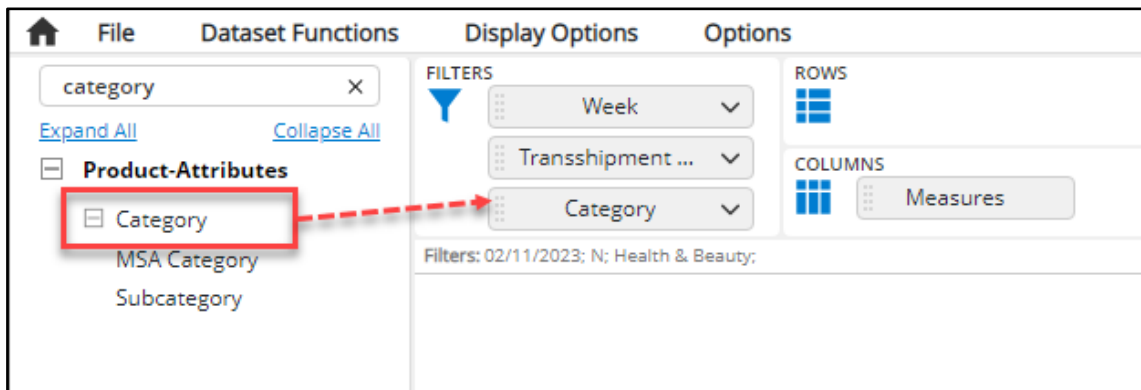 File Dataset Functions Display Options Options
category
Expand All Collapse All
Product-Attributes
Category
MSA Category
Subcategory
FILTERS
Week
Transshipment ...
Category
ROWS
COLUMNS
Measures
Filters: 02/11/2023; N; Health & Beauty;